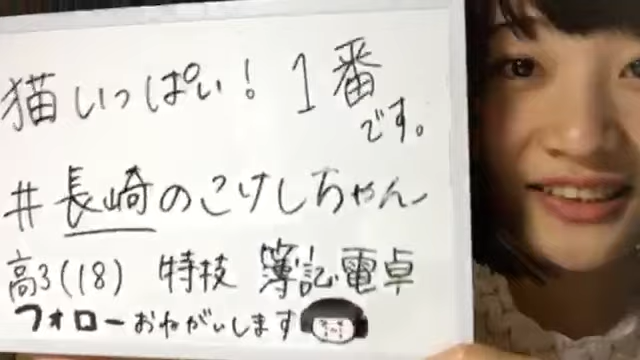 猫いっぱい! 1番
です。
#長崎のこけしちゃん
高3(18) 特技 簿記電卓
フォローおねがいします